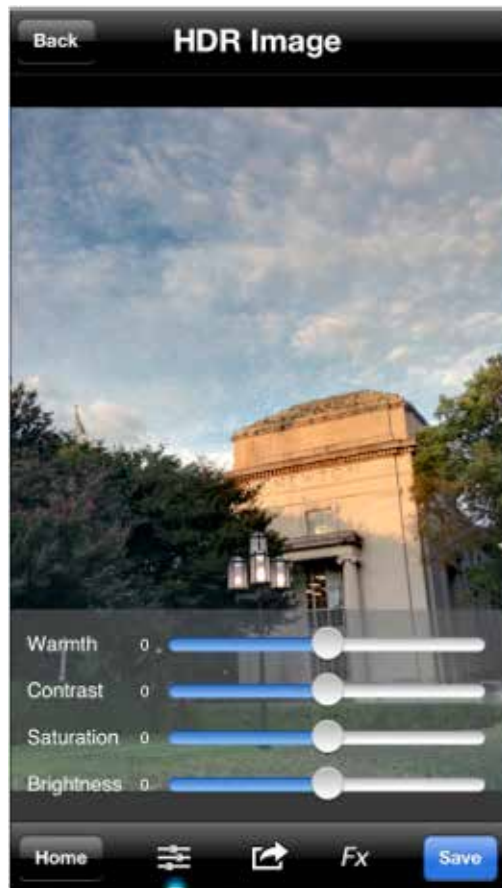 Back
HDR Image
Warmth 0
Contrast 0
Saturation 0
Brightness 0
Home
Fx
Save